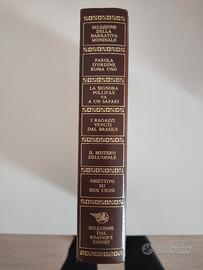 SELEZIONE
DELLA
NARRATIVA
MONDIALE
PAROLA
D'ORDINE
ROMA UNO
LA SIGNORA
POLLIFAX
VA
A UN SAFARI
I RAGAZZI
VENUTI
DAL BRASILE
IL MISTERO
DELL'OPALE
OBIETTIVO
SU
DUE CIGNI
SELEZIONE
DAL
READER'S
DIGEST
subito